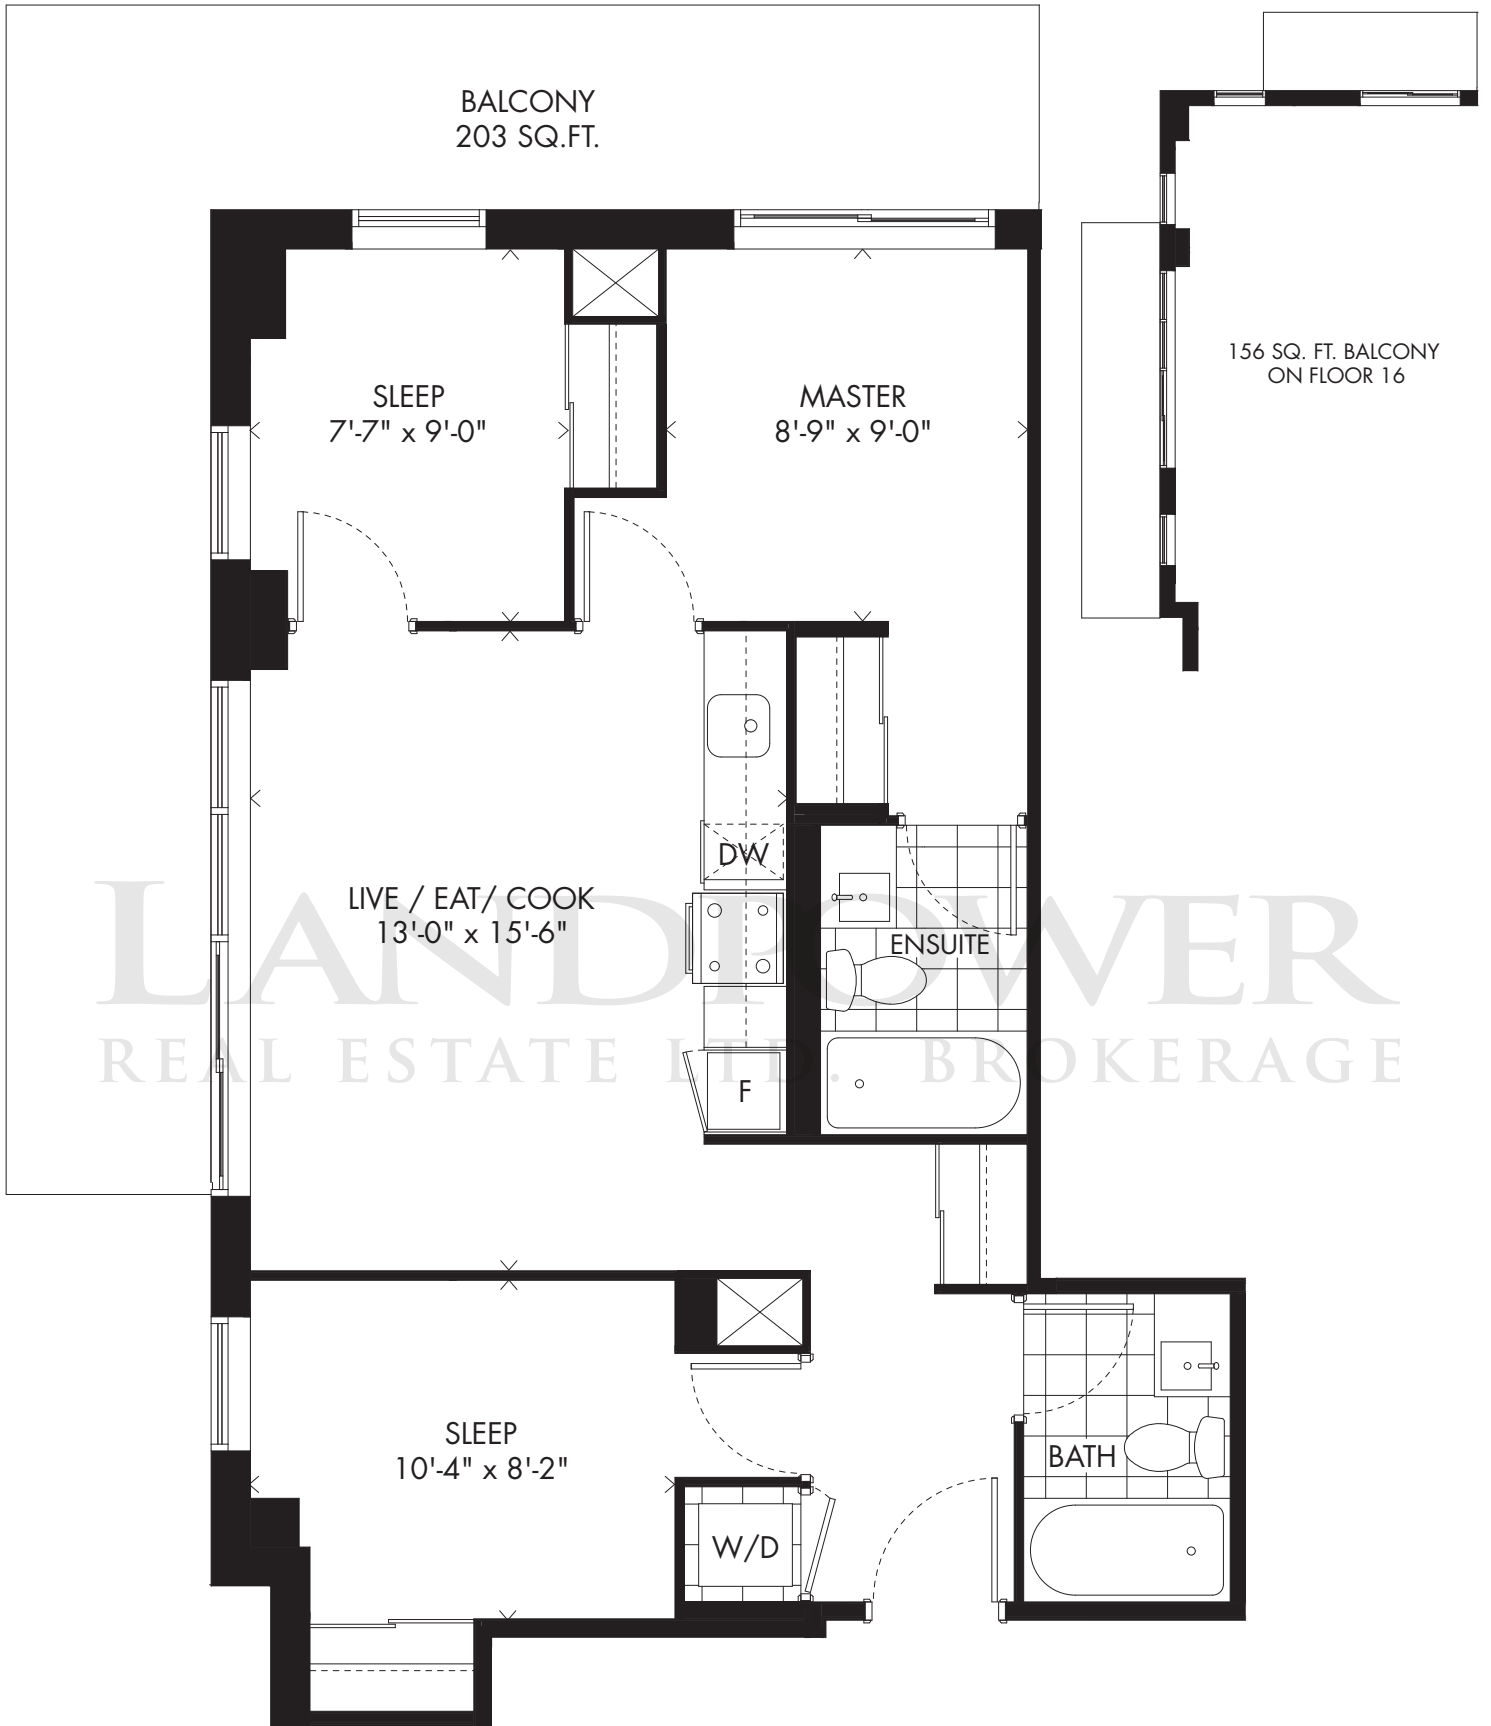 BALCONY
203 SQ.FT.
156 SQ. FT. BALCONY
ON FLOOR 16
SLEEP
7'-7" x 9'-0"
MASTER
8'-9" x 9'-0"
DW
LIVE / EAT/ COOK
13'-0" x 15'-6"
ENSUITE
LANDPOWER
REAL ESTATE LTD. BROKERAGE
F
SLEEP
10'-4" x 8'-2"
BATH
W/D